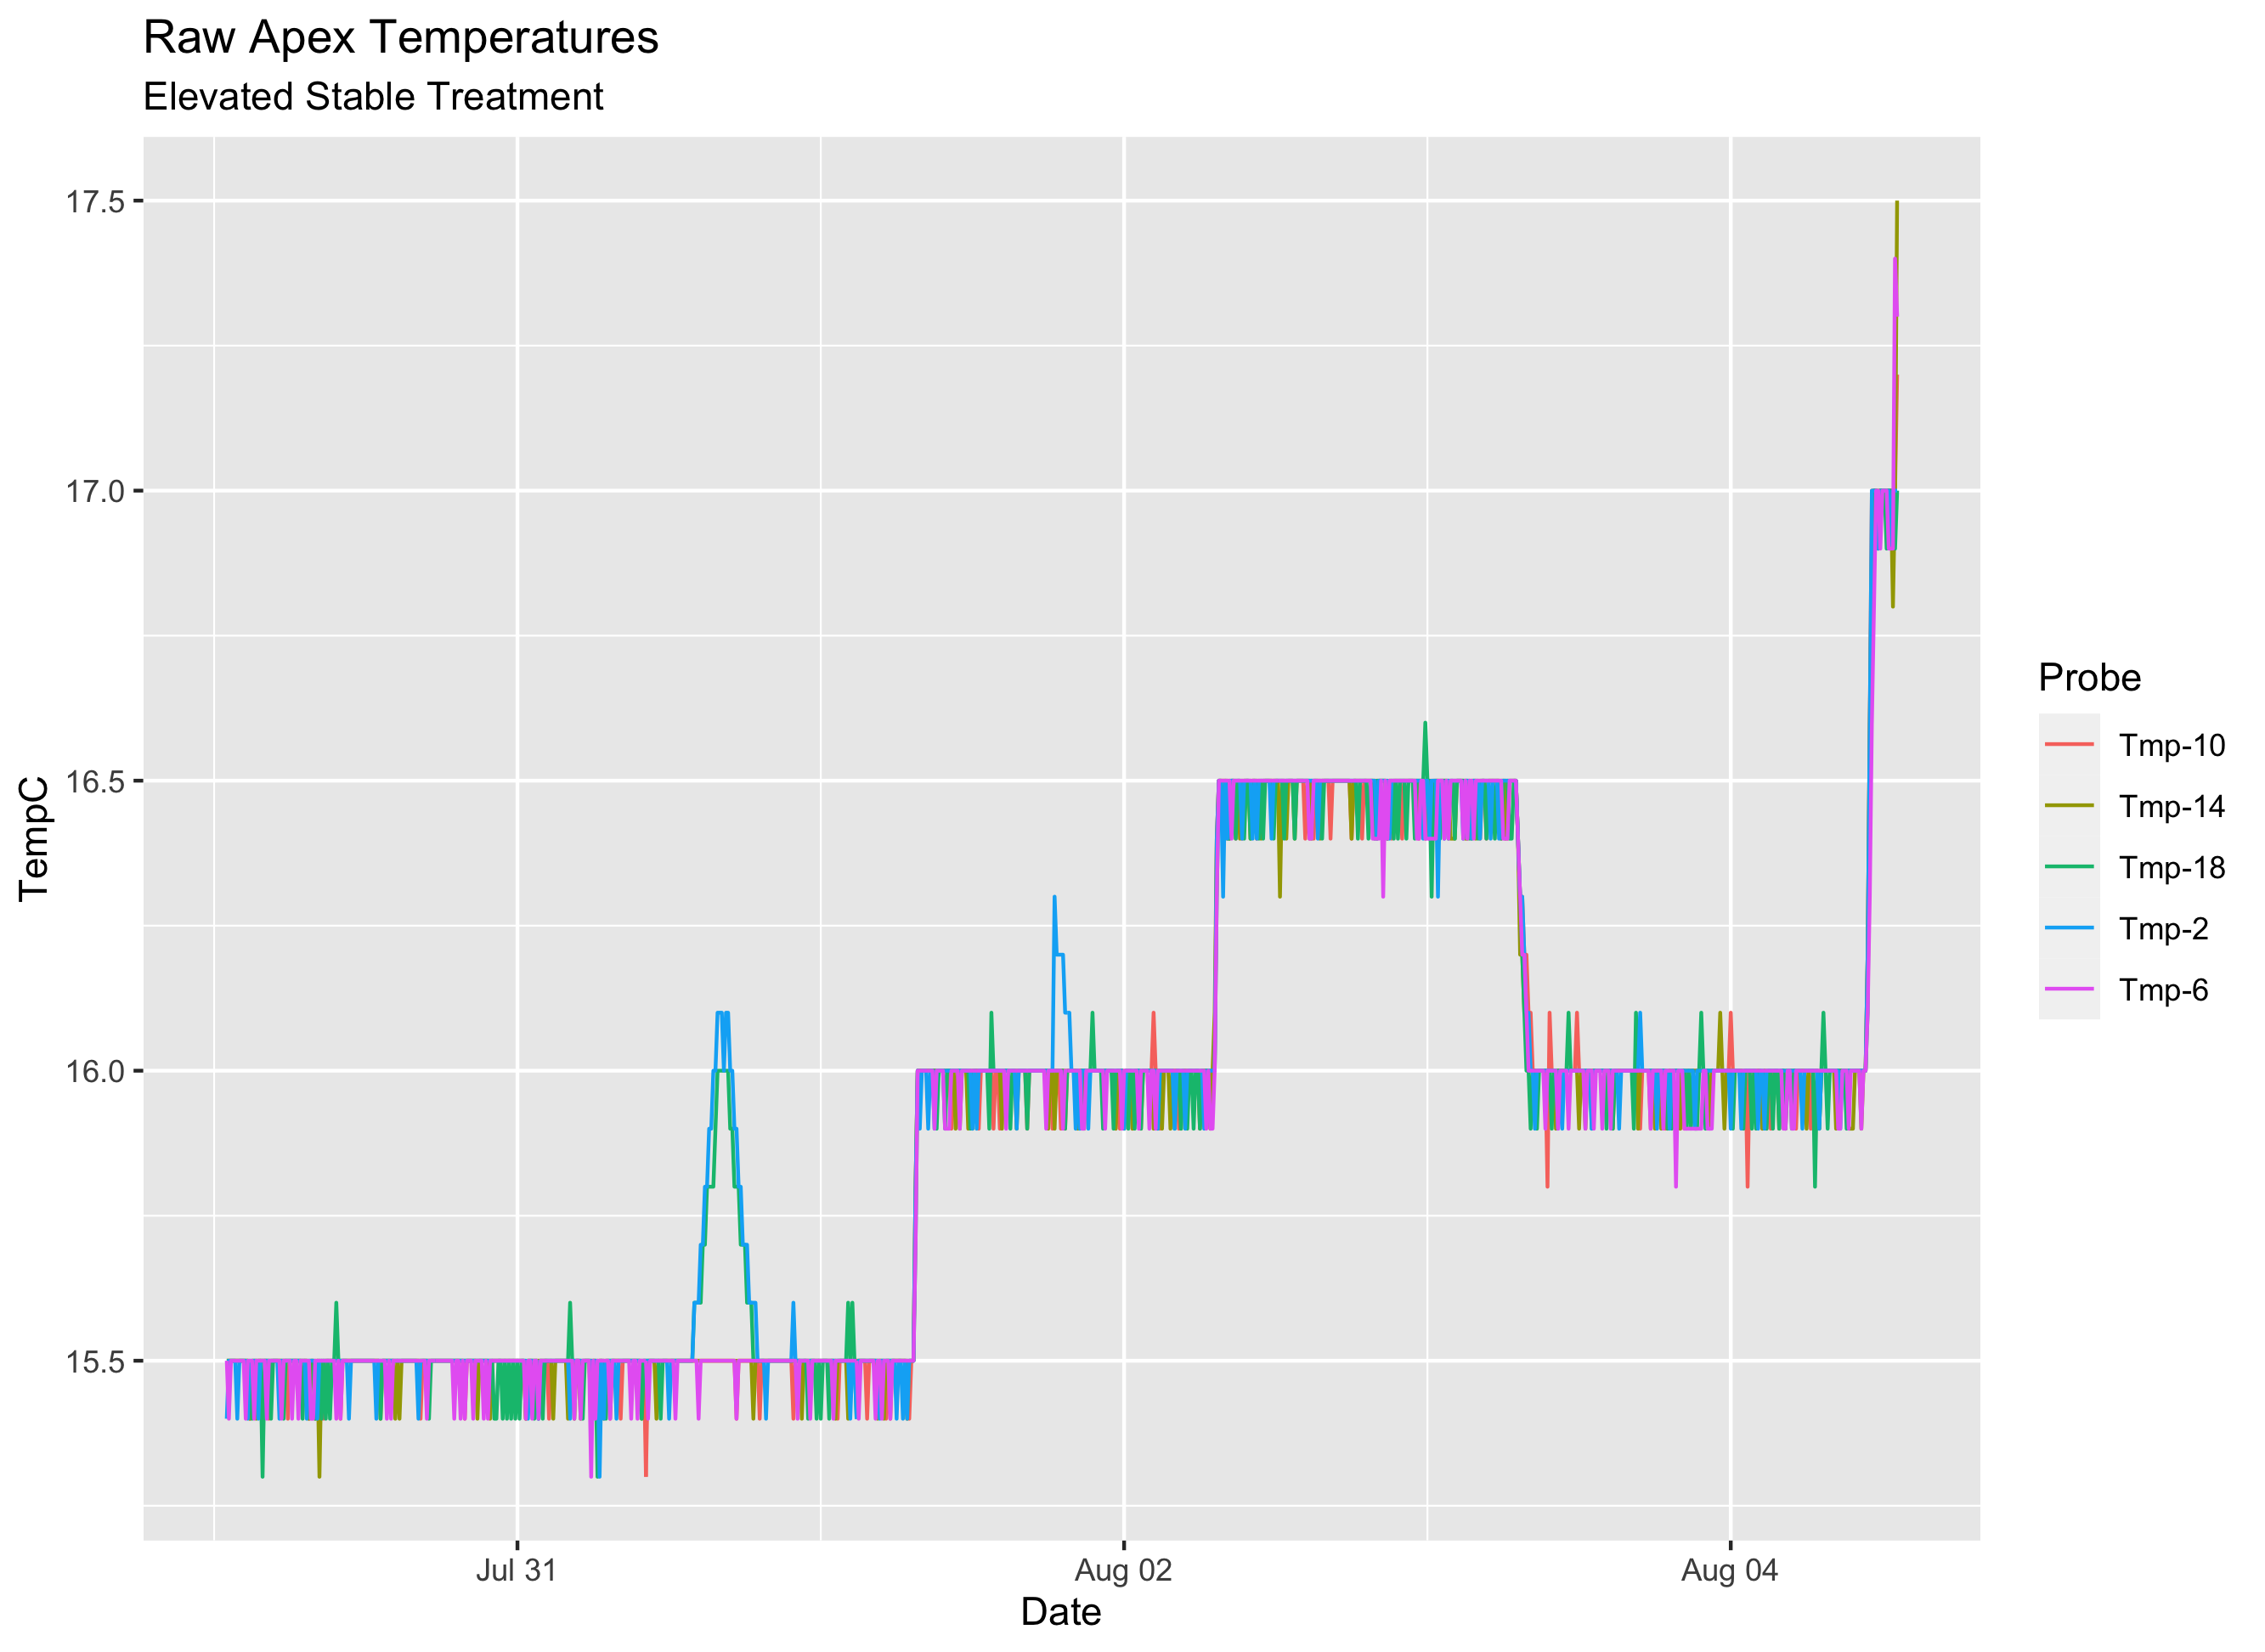 Raw Apex Temperatures
Elevated Stable Treatment
17.5
17.0
16.5
16.0
15.5
TempC
Jul 31
Aug 02
Aug 04
Date
Probe
Tmp-10
Tmp-14
Tmp-18
Tmp-2
Tmp-6